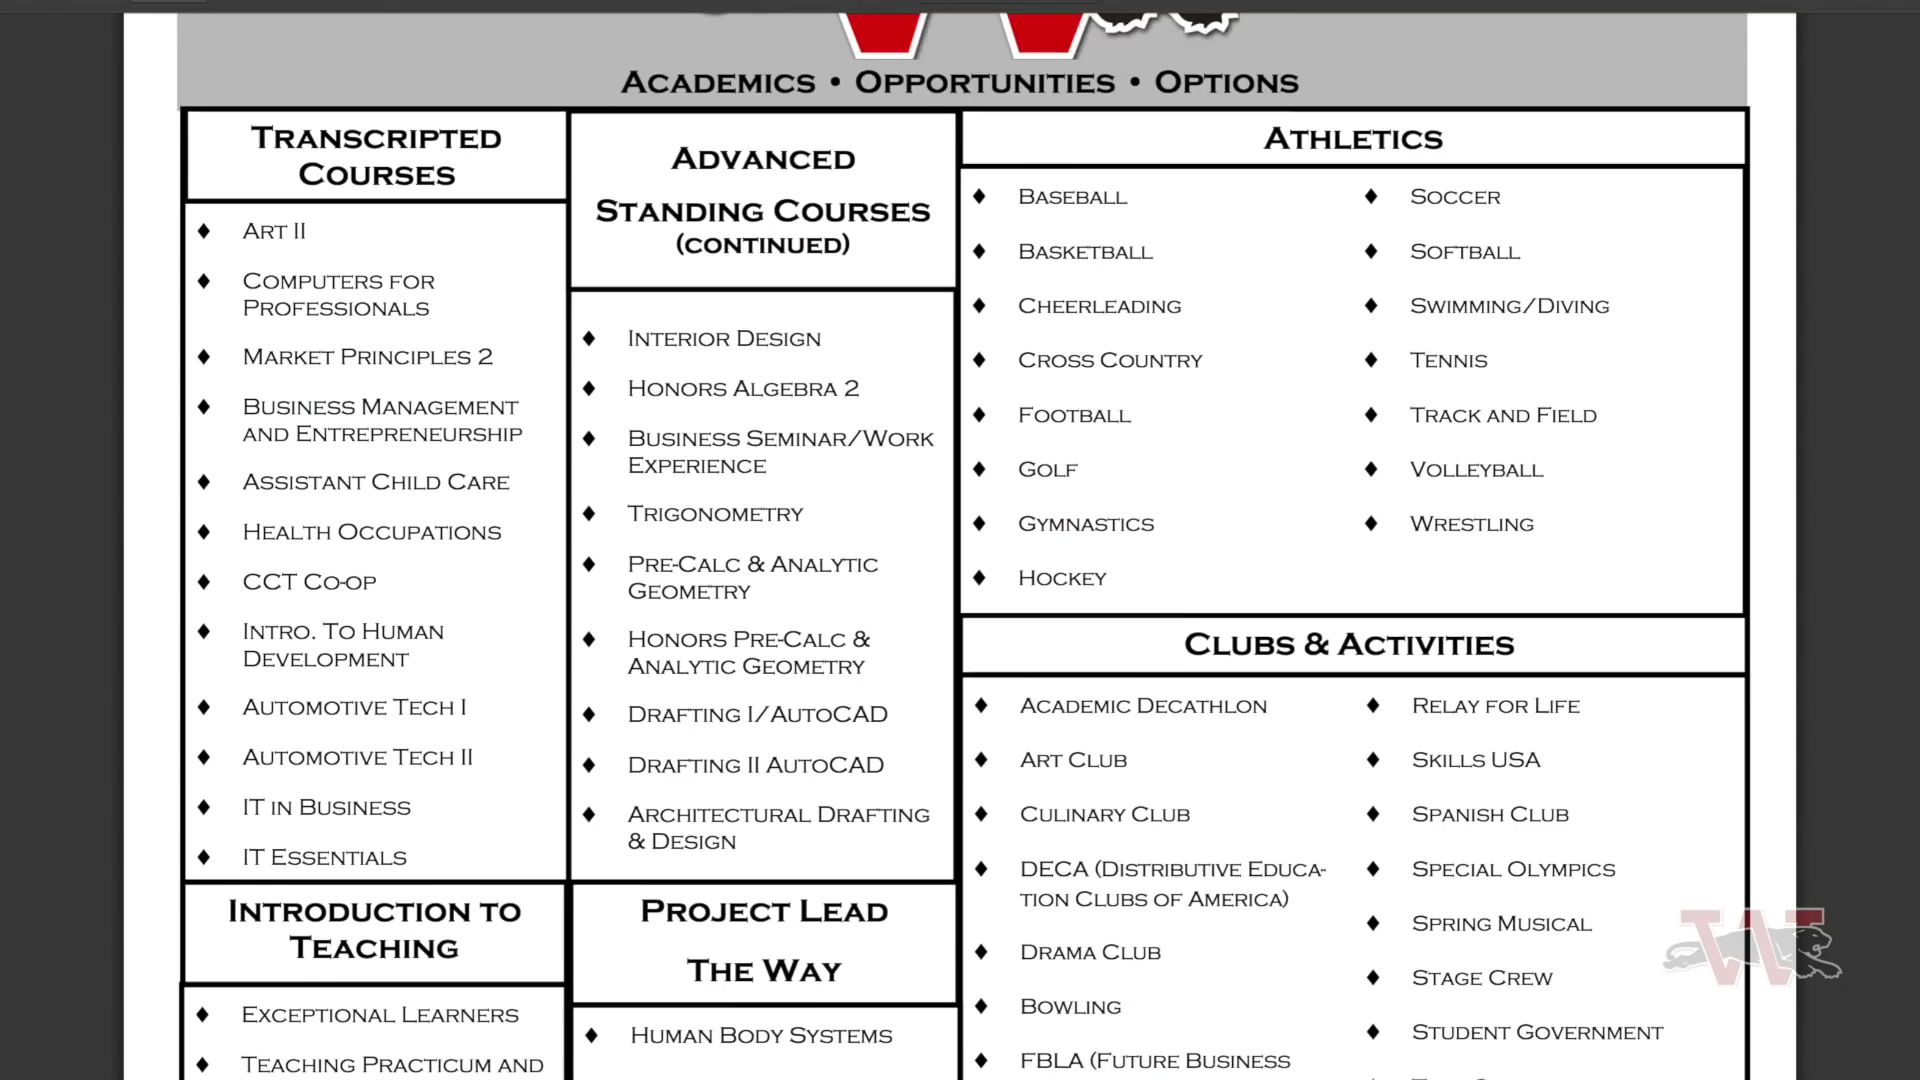 Academics • Opportunities • Options
Transcripted
Courses
Art II
Computers for
Professionals
Market Principles 2
Business Management
and Entrepreneurship
Assistant Child Care
Health Occupations
CCT Co-op
Intro. To Human
Development
Automotive Tech I
Automotive Tech II
IT in Business
IT Essentials
Introduction to
Teaching
Exceptional Learners
Teaching Practicum and
Advanced
Standing Courses
(continued)
Interior Design
Honors Algebra 2
Business Seminar/Work
Experience
Trigonometry
Pre-Calc & Analytic
Geometry
Honors Pre-Calc &
Analytic Geometry
Drafting I/AutoCAD
Drafting II AutoCAD
Architectural Drafting
& Design
Project Lead
The Way
Human Body Systems
Athletics
Baseball
Basketball
Cheerleading
Cross Country
Football
Golf
Gymnastics
Hockey
Soccer
Softball
Swimming/Diving
Tennis
Track and Field
Volleyball
Wrestling
Clubs & Activities
Academic Decathlon
Art Club
Culinary Club
DECA (Distributive Educa-
tion Clubs of America)
Drama Club
Bowling
FBLA (Future Business
Relay for Life
Skills USA
Spanish Club
Special Olympics
Spring Musical
Stage Crew
Student Government
W